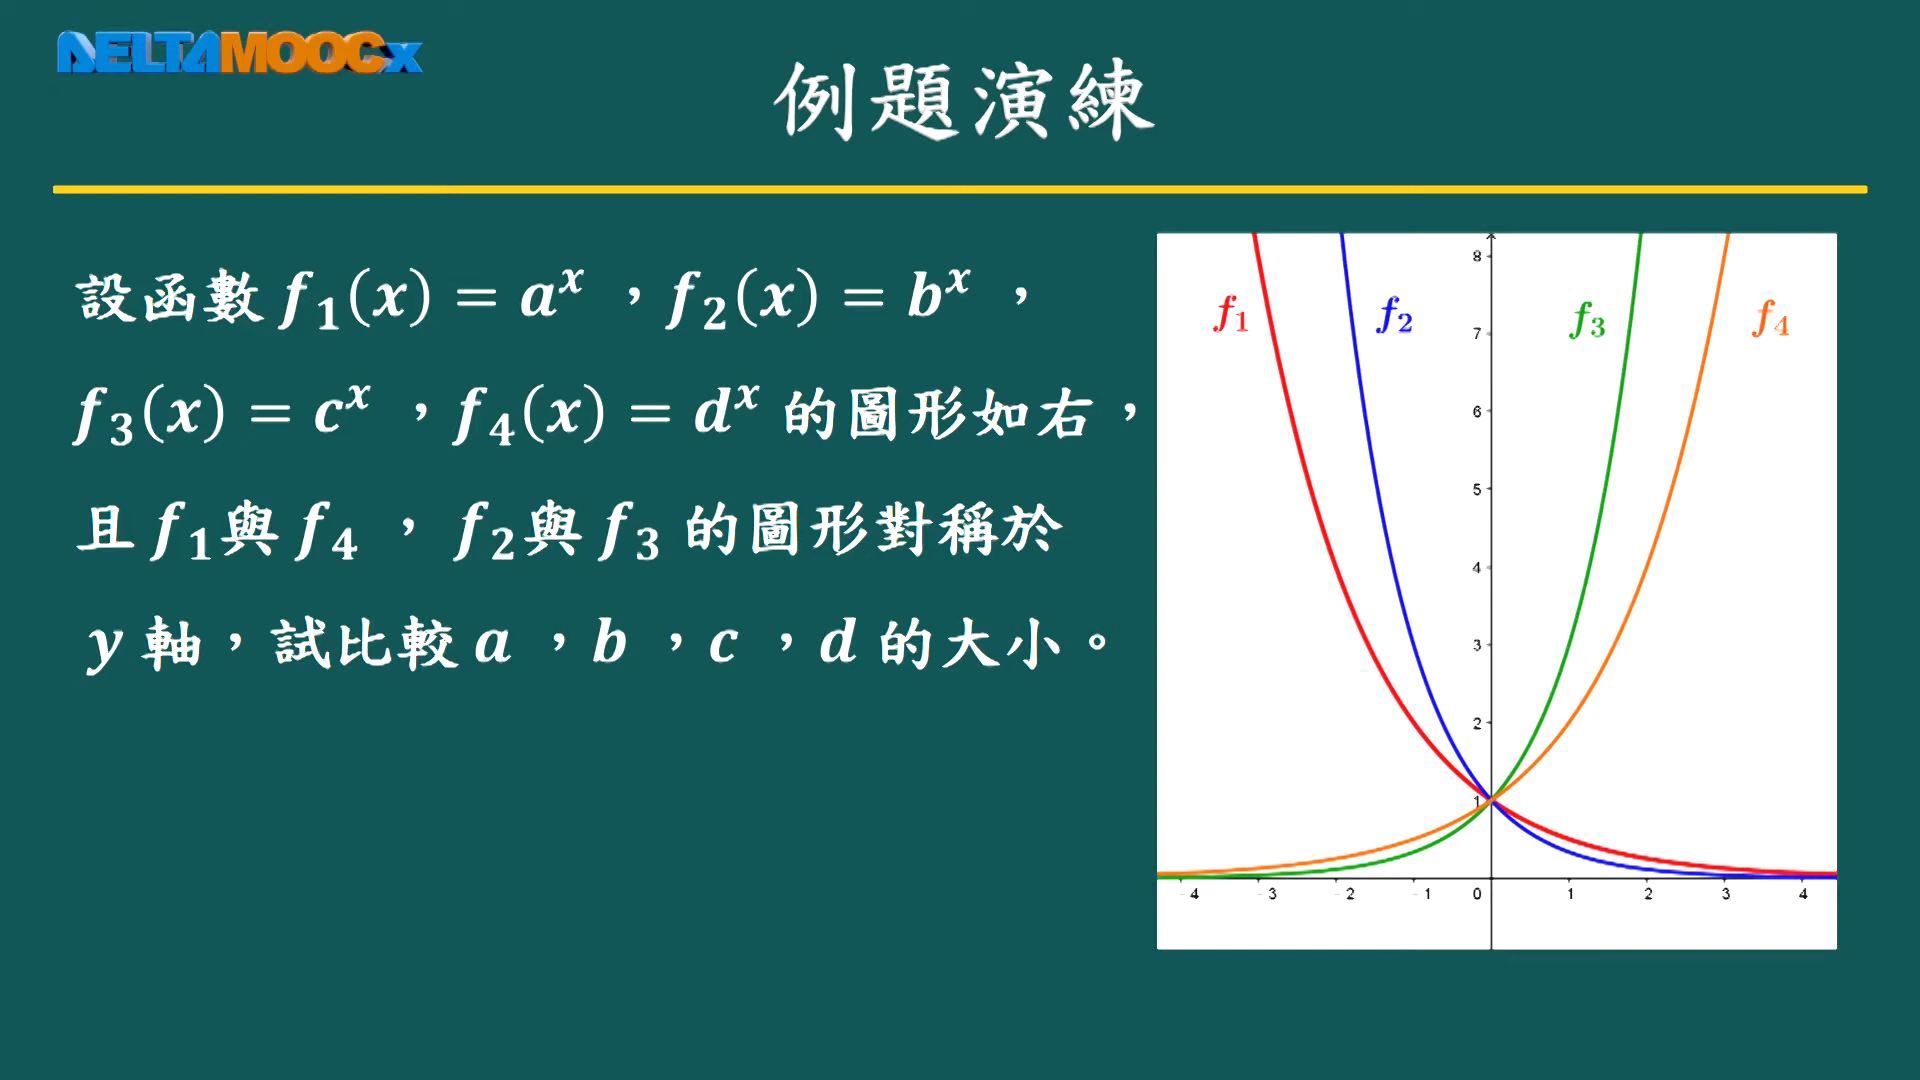 DELTAMOOCx
例題演練
設函數 f₁(x) = aˣ ，f₂(x) = bˣ ，
f₃(x) = cˣ ，f₄(x) = dˣ 的圖形如右，
且 f₁與 f₄ ， f₂與 f₃ 的圖形對稱於
y 軸，試比較 a ，b ，c ，d 的大小。
f₁ f₂ f₃ f₄
8
7
6
5
4
3
2
1
-4 -3 -2 -1 0 1 2 3 4